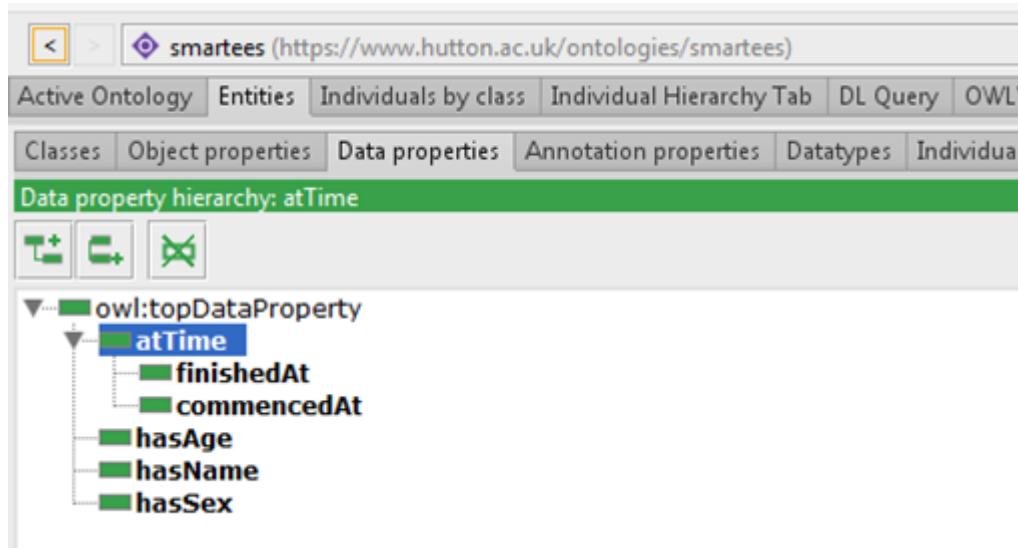 < > smartees (https://www.hutton.ac.uk/ontologies/smartees)
Active Ontology Entities Individuals by class Individual Hierarchy Tab DL Query OWL
Classes Object properties Data properties Annotation properties Datatypes Individua
Data property hierarchy: atTime
owl:topDataProperty
atTime
finishedAt
commencedAt
hasAge
hasName
hasSex